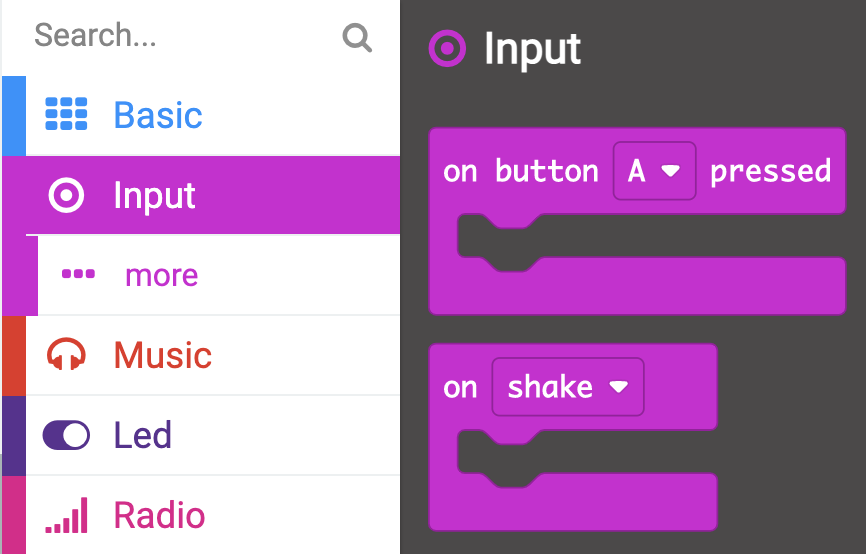 Search...
Basic
Input
more
Music
Led
Radio
Input
on button A pressed
on shake